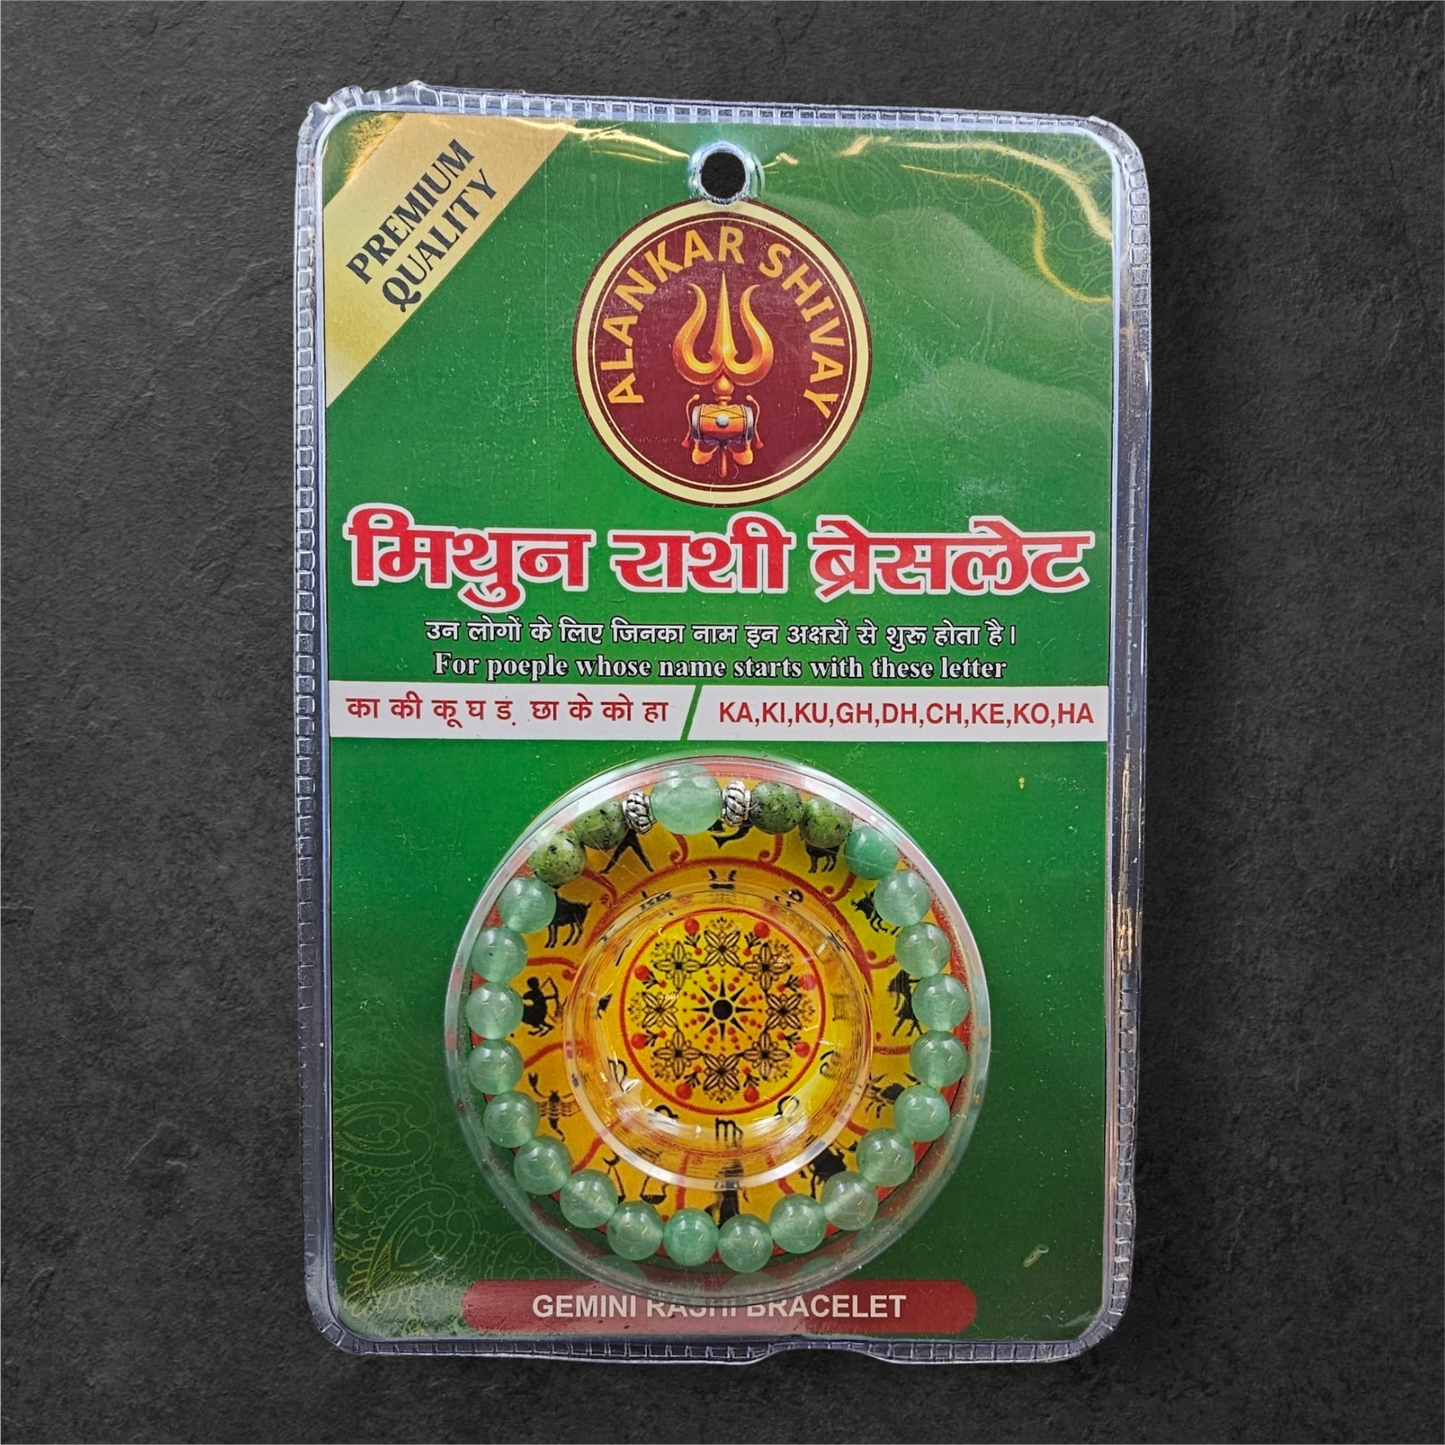 PREMIUM
QUALITY
ALANKAR SHIVAY
मिथुन राशी ब्रेसलेट
उन लोगों के लिए जिनका नाम इन अक्षरों से शुरू होता है।
For poeple whose name starts with these letter
का की कू घ ड़ छा के को हा / KA,KI,KU,GH,DH,CH,KE,KO,HA
GEMINI RASHI BRACELET